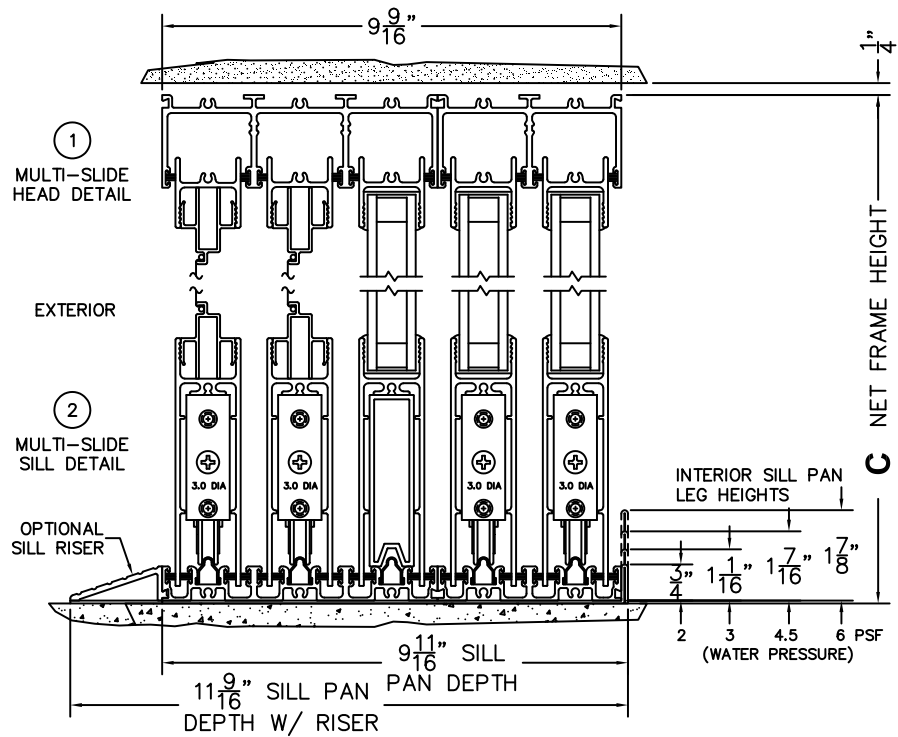 9 9/16"
1/4"
1
MULTI-SLIDE
HEAD DETAIL
EXTERIOR
NET FRAME HEIGHT
C
2
MULTI-SLIDE
SILL DETAIL
3.0 DIA
3.0 DIA
3.0 DIA
3.0 DIA
INTERIOR SILL PAN
LEG HEIGHTS
OPTIONAL
SILL RISER
3/4"
1 1/16"
1 7/16"
1 7/8"
2 3 4.5 6 PSF
(WATER PRESSURE)
9 11/16" SILL
PAN DEPTH
11 9/16" SILL PAN
DEPTH W/ RISER